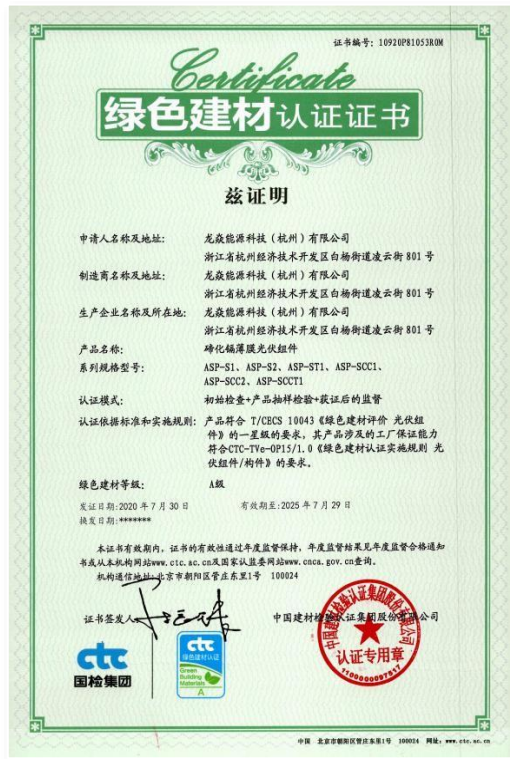 证书编号: 10920P81053R0M
Certificate
绿色建材认证证书
兹证明
申请人名称及地址: 龙焱能源科技（杭州）有限公司
浙江省杭州经济技术开发区白杨街道凌云街 801 号
制造商名称及地址: 龙焱能源科技（杭州）有限公司
浙江省杭州经济技术开发区白杨街道凌云街 801 号
生产企业名称及所在地: 龙焱能源科技（杭州）有限公司
浙江省杭州经济技术开发区白杨街道凌云街 801 号
产品名称: 碲化镉薄膜光伏组件
系列规格型号: ASP-S1、ASP-S2、ASP-ST1、ASP-SCC1、
ASP-SCC2、ASP-SCCT1
认证模式: 初始检查+产品抽样检验+获证后的监督
认证依据标准和实施规则: 产品符合 T/CECS 10043《绿色建材评价 光伏组
件》的一星级的要求，其产品涉及的工厂保证能力
符合CTC-TVe-OP15/1.0《绿色建材认证实施规则 光
伏组件/构件》的要求。
绿色建材等级: A级
发证日期:2020 年 7 月 30 日 有效期至:2025 年 7 月 29 日
换发日期:*******
本证书有效期内，证书的有效性通过年度监督保持，年度监督结果见年度监督合格通知
书或从本机构网站www.ctc.ac.cn及国家认监委网站www.cnca.gov.cn查询。
机构通信地址:北京市朝阳区管庄东里1号 100024
证书签发人
中国建材检验认证集团股份有限公司
ctc
国检集团
ctc
绿色建材认证
Green
Building
Materials
A
中国建材检验认证集团股份有限公司
认证专用章
1100000097817
中国 北京市朝阳区管庄东里1号 100024 网址: www.ctc.ac.cn